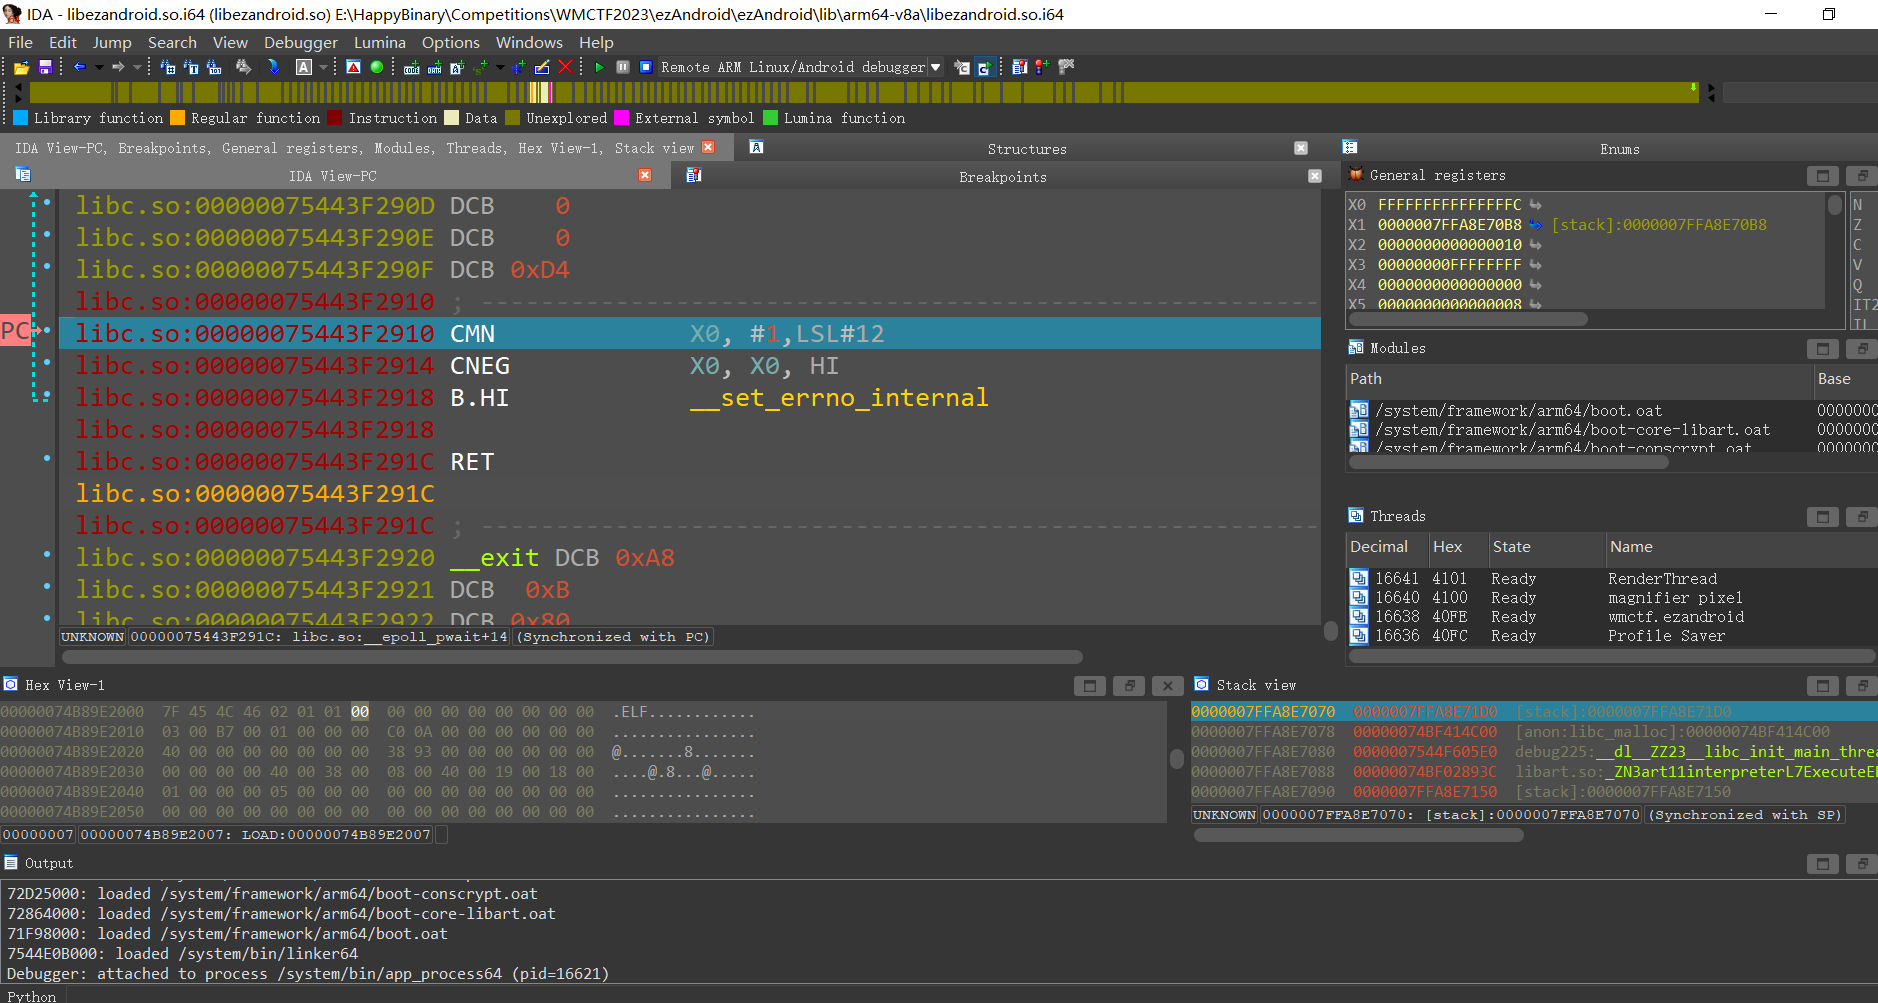 IDA - libezandroid.so.i64 (libezandroid.so) E:\HappyBinary\Competitions\WMCTF2023\ezAndroid\ezAndroid\lib\arm64-v8a\libezandroid.so.i64
File Edit Jump Search View Debugger Lumina Options Windows Help
Remote ARM Linux/Android debugger
Library function Regular function Instruction Data Unexplored External symbol Lumina function
IDA View-PC, Breakpoints, General registers, Modules, Threads, Hex View-1, Stack view
Structures
Enums
IDA View-PC
Breakpoints
libc.so:00000075443F290D DCB 0
libc.so:00000075443F290E DCB 0
libc.so:00000075443F290F DCB 0xD4
libc.so:00000075443F2910 ; ---------------------------------------------------------
PC
libc.so:00000075443F2910 CMN X0, #1,LSL#12
libc.so:00000075443F2914 CNEG X0, X0, HI
libc.so:00000075443F2918 B.HI __set_errno_internal
libc.so:00000075443F2918
libc.so:00000075443F291C RET
libc.so:00000075443F291C
libc.so:00000075443F291C ; ---------------------------------------------------------
libc.so:00000075443F2920 __exit DCB 0xA8
libc.so:00000075443F2921 DCB 0xB
libc.so:00000075443F2922 DCB 0x80
UNKNOWN 00000075443F291C: libc.so:__epoll_pwait+14 (Synchronized with PC)
General registers
X0 FFFFFFFFFFFFFFFC
X1 0000007FFA8E70B8 [stack]:0000007FFA8E70B8
X2 0000000000000010
X3 00000000FFFFFFFF
X4 0000000000000000
X5 0000000000000008
N
Z
C
V
Q
IT2
Modules
Path Base
/system/framework/arm64/boot.oat 0000000
/system/framework/arm64/boot-core-libart.oat 0000000
/system/framework/arm64/boot-conscrypt.oat 0000000
Threads
Decimal Hex State Name
16641 4101 Ready RenderThread
16640 4100 Ready magnifier pixel
16638 40FE Ready wmctf.ezandroid
16636 40FC Ready Profile Saver
Hex View-1
00000074B89E2000 7F 45 4C 46 02 01 01 00 00 00 00 00 00 00 00 00 .ELF............
00000074B89E2010 03 00 B7 00 01 00 00 00 C0 0A 00 00 00 00 00 00 ................
00000074B89E2020 40 00 00 00 00 00 00 00 38 93 00 00 00 00 00 00 @.......8.......
00000074B89E2030 00 00 00 00 40 00 38 00 08 00 40 00 19 00 18 00 ....@.8...@.....
00000074B89E2040 01 00 00 00 05 00 00 00 00 00 00 00 00 00 00 00 ................
00000074B89E2050 00 00 00 00 00 00 00 00 00 00 00 00 00 00 00 00 ................
00000007 00000074B89E2007: LOAD:00000074B89E2007
Stack view
0000007FFA8E7070 0000007FFA8E71D0 [stack]:0000007FFA8E71D0
0000007FFA8E7078 00000074BF414C00 [anon:libc_malloc]:00000074BF414C00
0000007FFA8E7080 0000007544F605E0 debug225:__dl__ZZ23__libc_init_main_threa
0000007FFA8E7088 00000074BF02893C libart.so:_ZN3art11interpreterL7ExecuteE
0000007FFA8E7090 0000007FFA8E7150 [stack]:0000007FFA8E7150
UNKNOWN 0000007FFA8E7070: [stack]:0000007FFA8E7070 (Synchronized with SP)
Output
72D25000: loaded /system/framework/arm64/boot-conscrypt.oat
72864000: loaded /system/framework/arm64/boot-core-libart.oat
71F98000: loaded /system/framework/arm64/boot.oat
7544E0B000: loaded /system/bin/linker64
Debugger: attached to process /system/bin/app_process64 (pid=16621)
Python